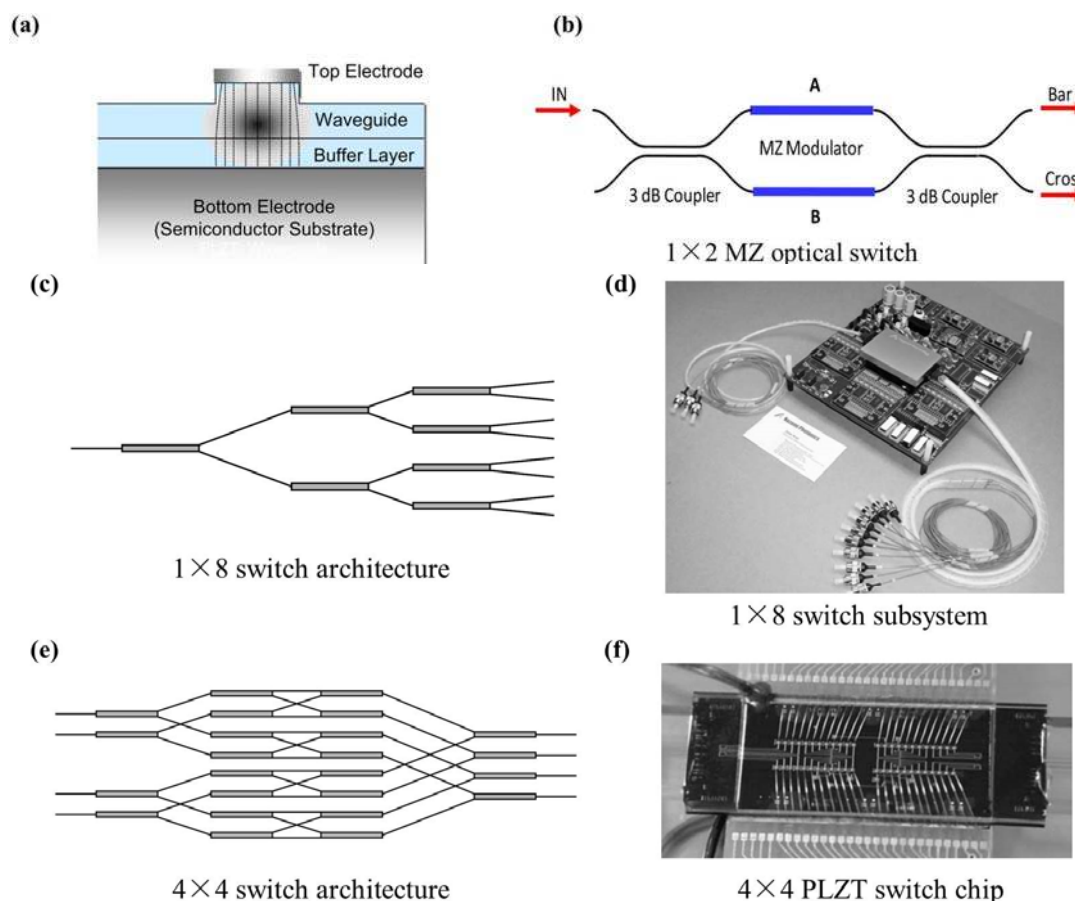 (a)
Top Electrode
Waveguide
Buffer Layer
Bottom Electrode
(Semiconductor Substrate)
(b)
IN
A
Bar
MZ Modulator
3 dB Coupler
3 dB Coupler
Cros
B
1×2 MZ optical switch
(c)
1×8 switch architecture
(d)
1×8 switch subsystem
(e)
4×4 switch architecture
(f)
4×4 PLZT switch chip